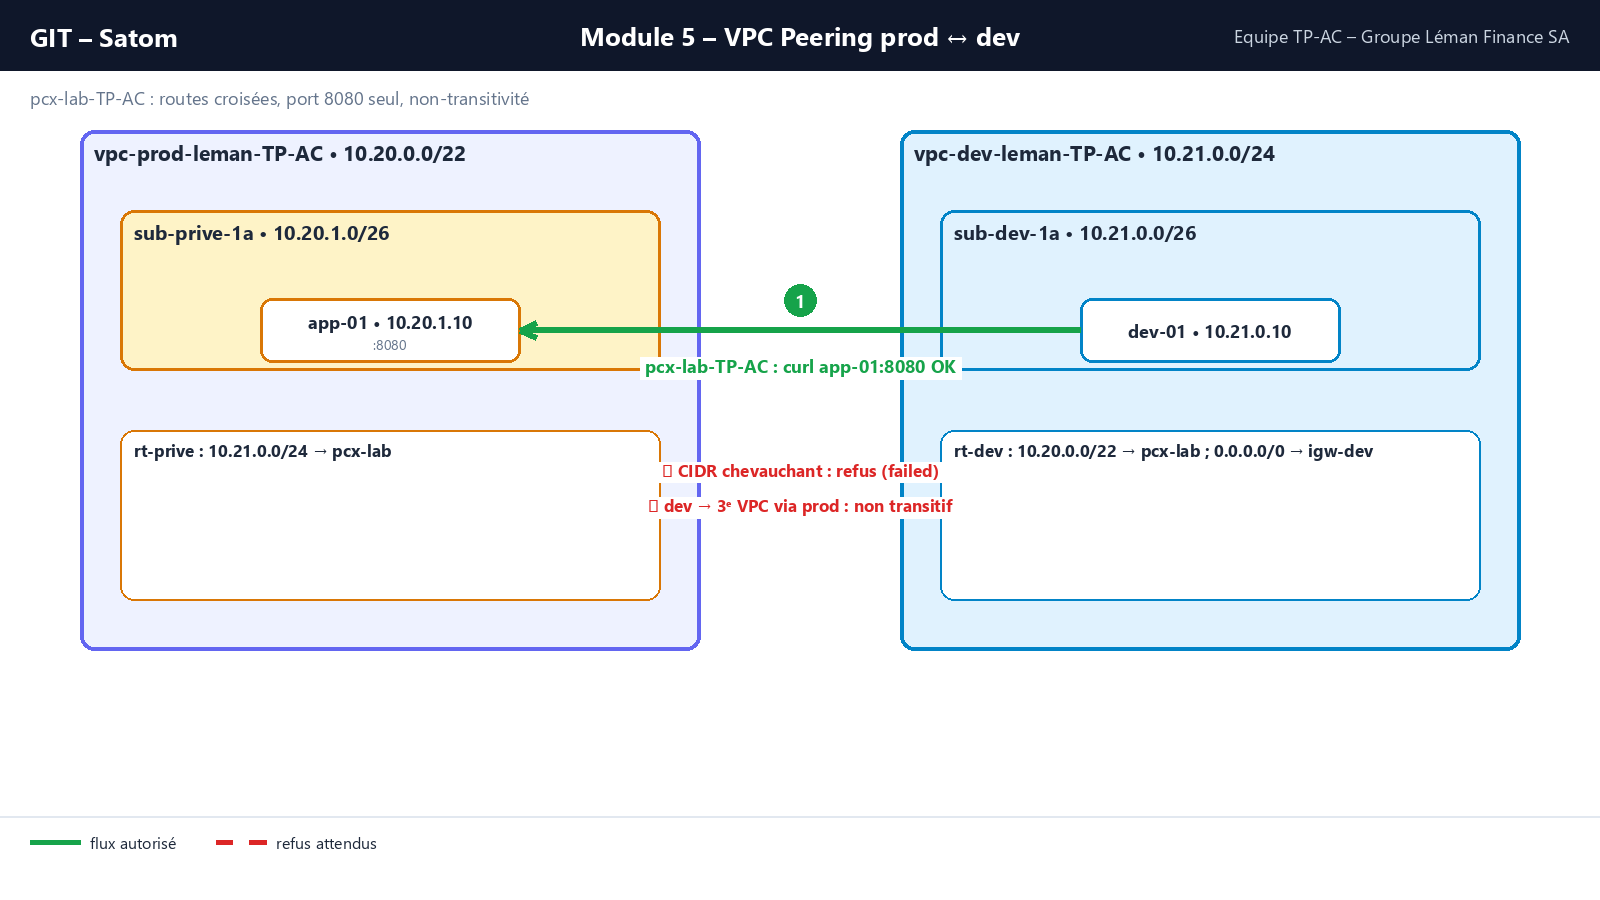 GIT – Satom
Module 5 – VPC Peering prod ↔ dev
Equipe TP-AC – Groupe Léman Finance SA
pcx-lab-TP-AC : routes croisées, port 8080 seul, non-transitivité
vpc-prod-leman-TP-AC • 10.20.0.0/22
vpc-dev-leman-TP-AC • 10.21.0.0/24
sub-prive-1a • 10.20.1.0/26
sub-dev-1a • 10.21.0.0/26
1
app-01 • 10.20.1.10
:8080
dev-01 • 10.21.0.10
pcx-lab-TP-AC : curl app-01:8080 OK
rt-prive : 10.21.0.0/24 → pcx-lab
rt-dev : 10.20.0.0/22 → pcx-lab ; 0.0.0.0/0 → igw-dev
CIDR chevauchant : refus (failed)
dev → 3ᵉ VPC via prod : non transitif
flux autorisé
refus attendus